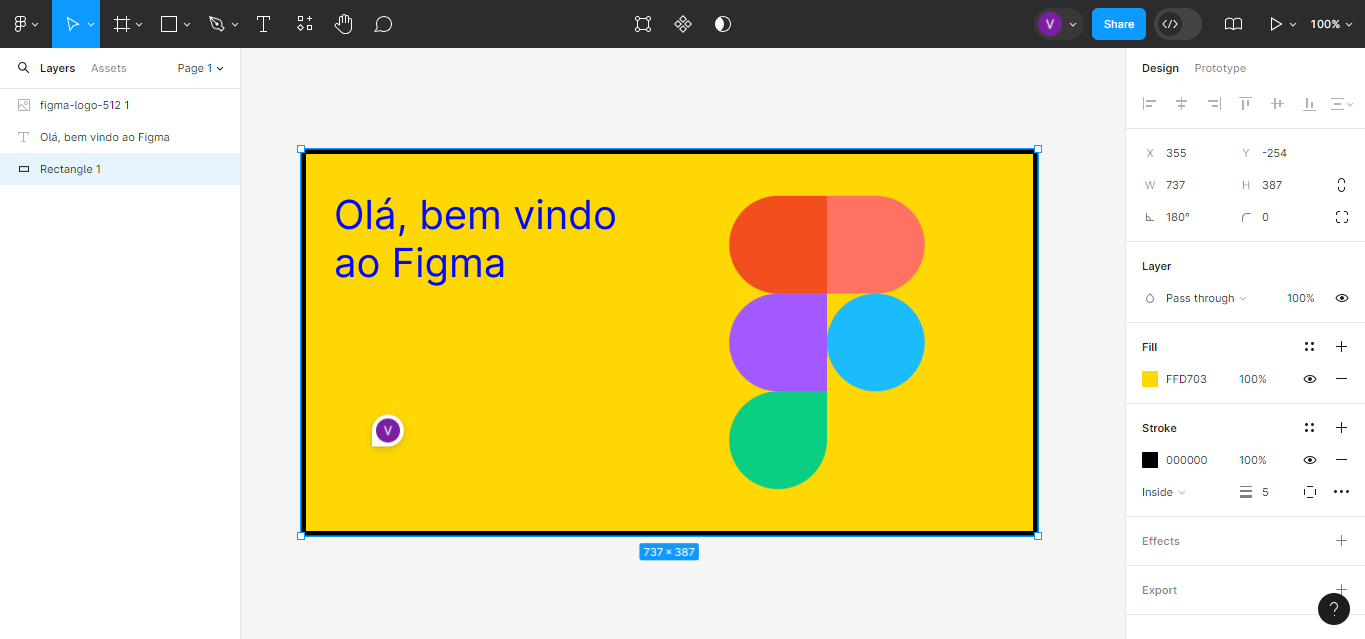 V
Share
100%
Layers
Assets
Page 1
figma-logo-512 1
Olá, bem vindo ao Figma
Rectangle 1
Olá, bem vindo
ao Figma
V
737 × 387
Design
Prototype
X 355 Y -254
W 737 H 387
180° 0
Layer
Pass through 100%
Fill
FFD703 100%
Stroke
000000 100%
Inside 5
Effects
Export
?